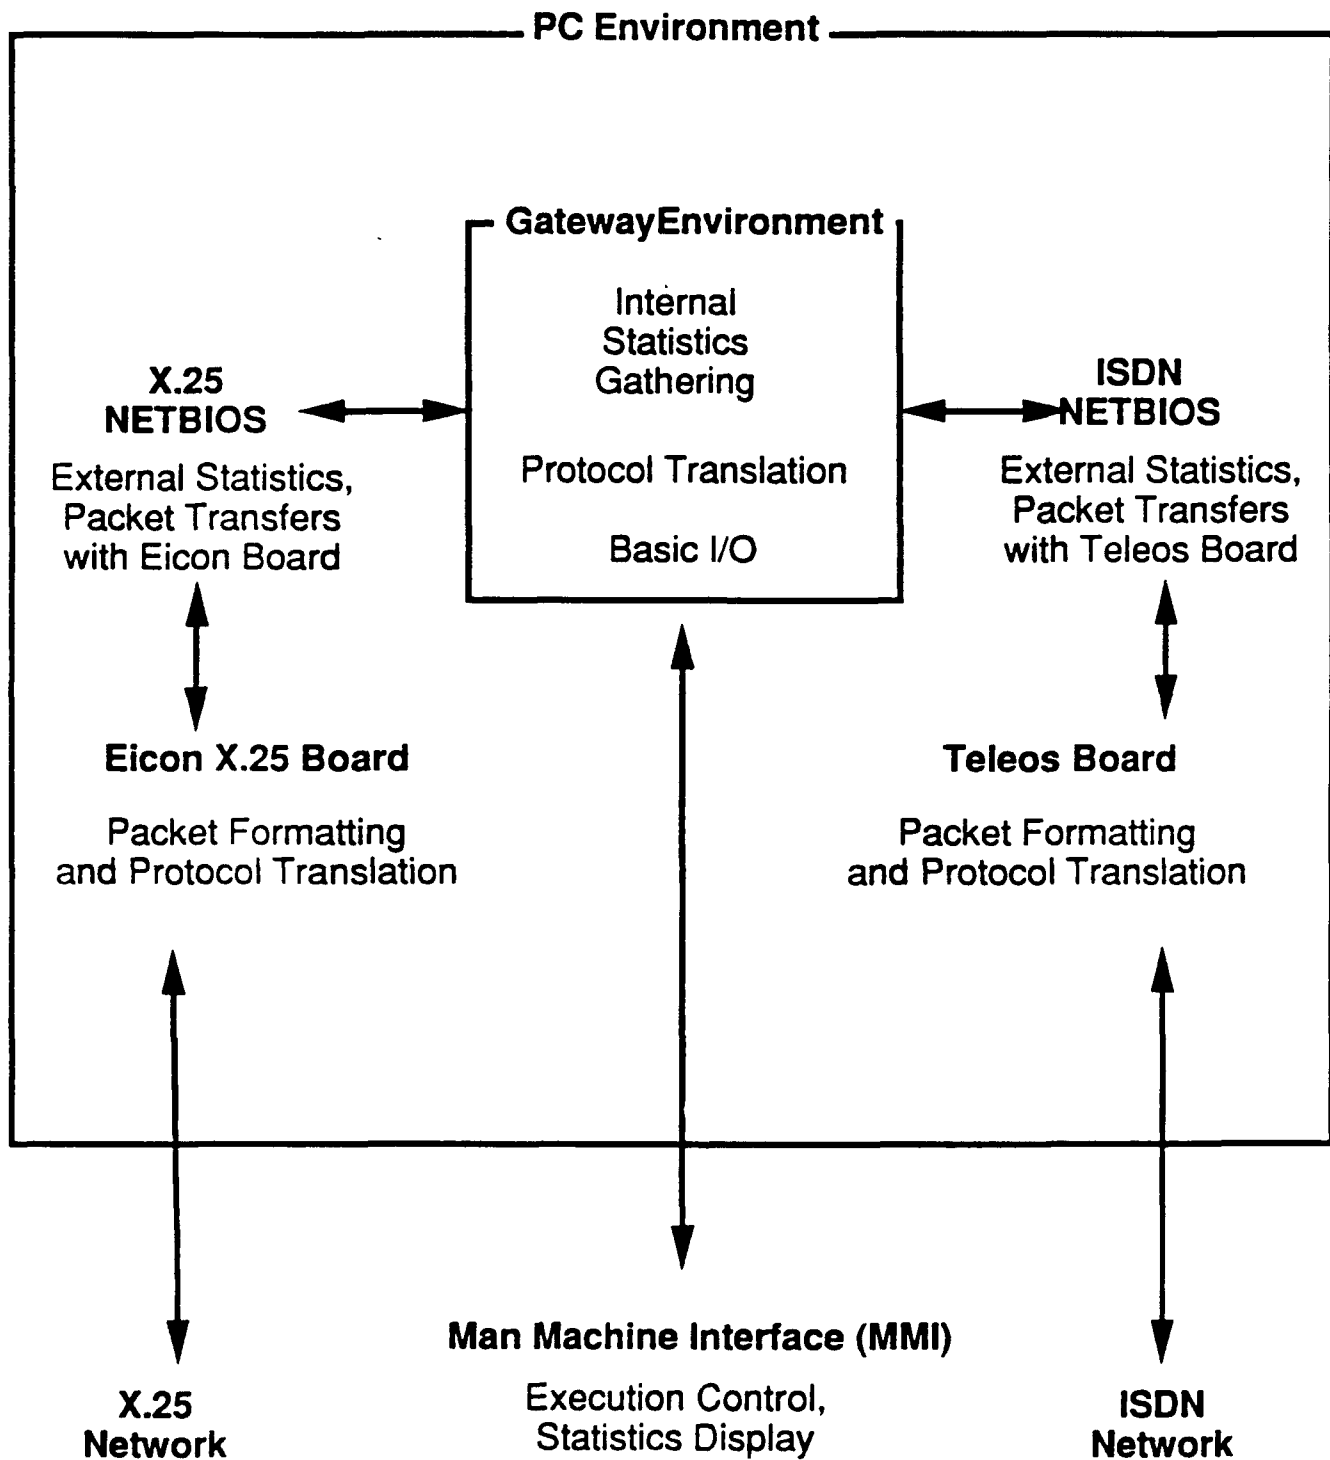 PC Environment
GatewayEnvironment
Internal
Statistics
Gathering
Protocol Translation
Basic I/O
X.25
NETBIOS
External Statistics,
Packet Transfers
with Eicon Board
ISDN
NETBIOS
External Statistics,
Packet Transfers
with Teleos Board
Eicon X.25 Board
Packet Formatting
and Protocol Translation
Teleos Board
Packet Formatting
and Protocol Translation
X.25
Network
Man Machine Interface (MMI)
Execution Control,
Statistics Display
ISDN
Network